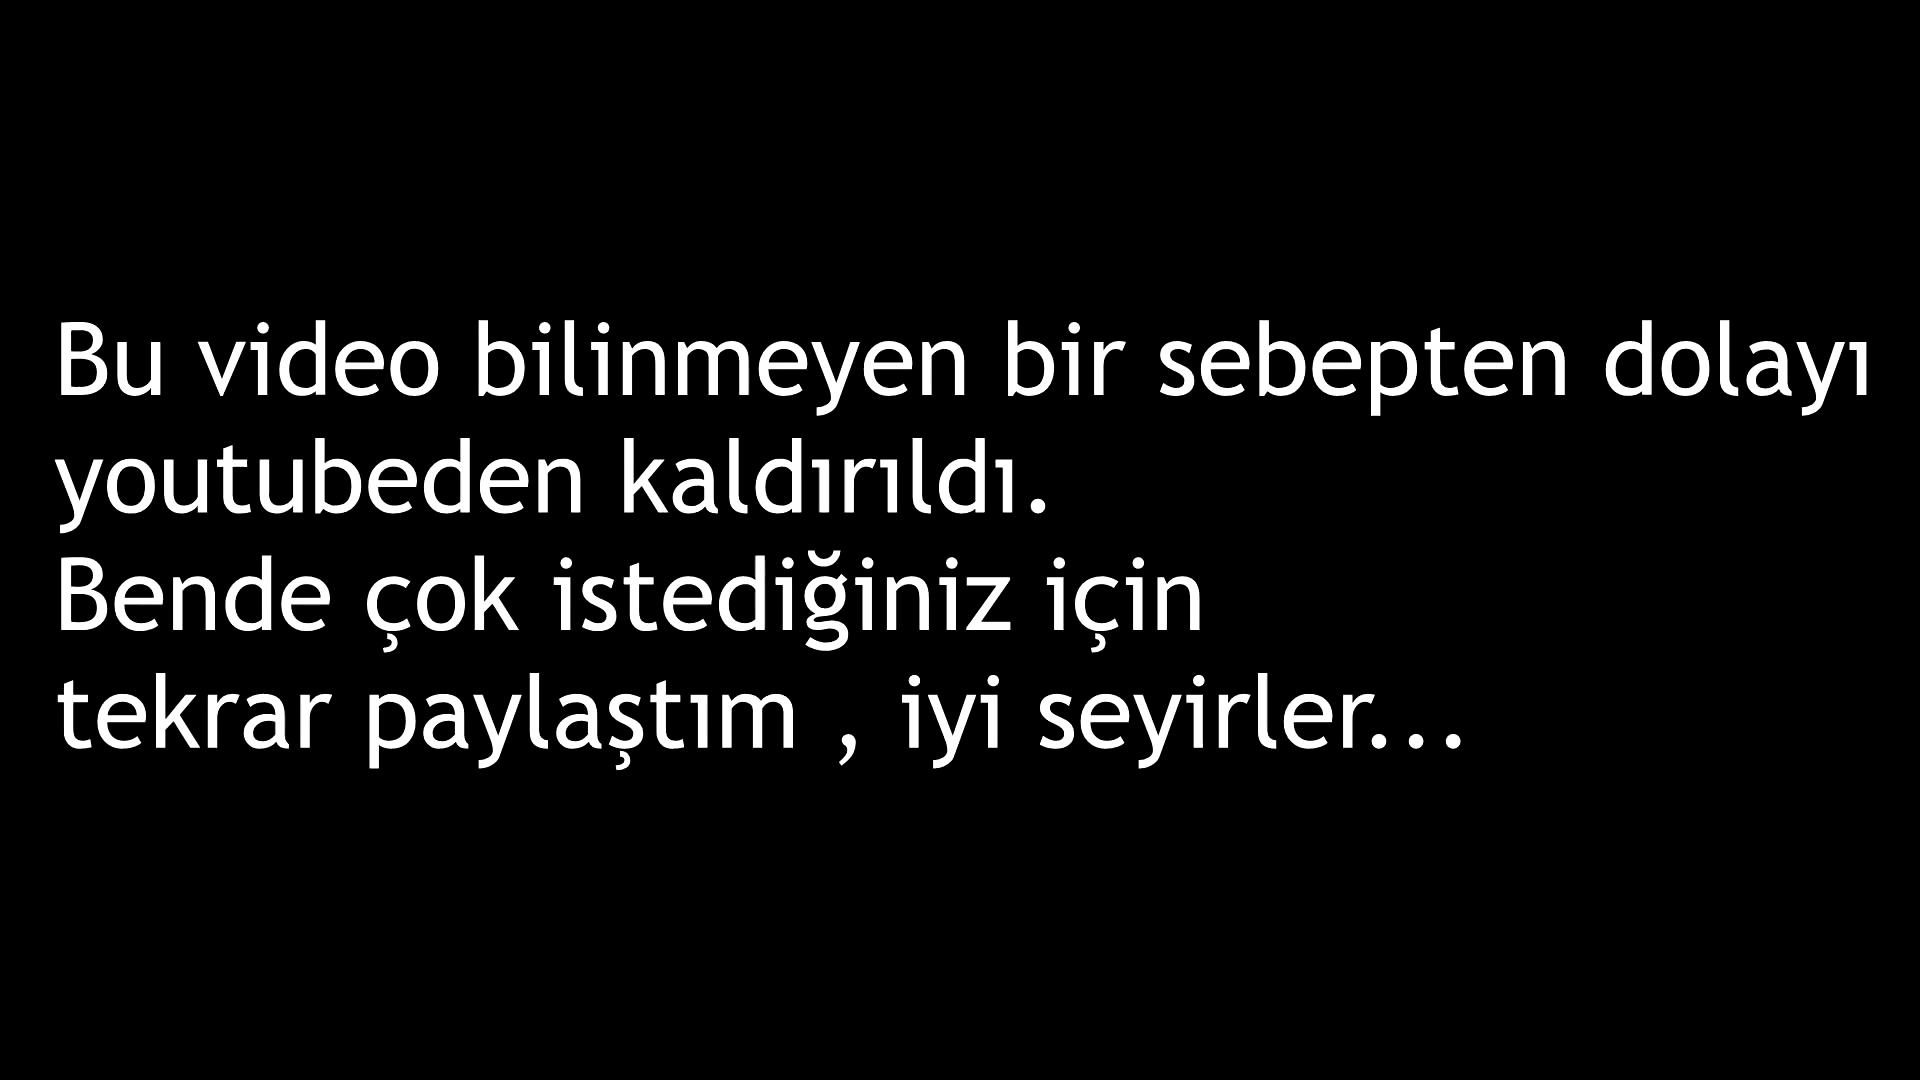 Bu video bilinmeyen bir sebepten dolayı
youtubeden kaldırıldı.
Bende çok istediğiniz için
tekrar paylaştım , iyi seyirler...